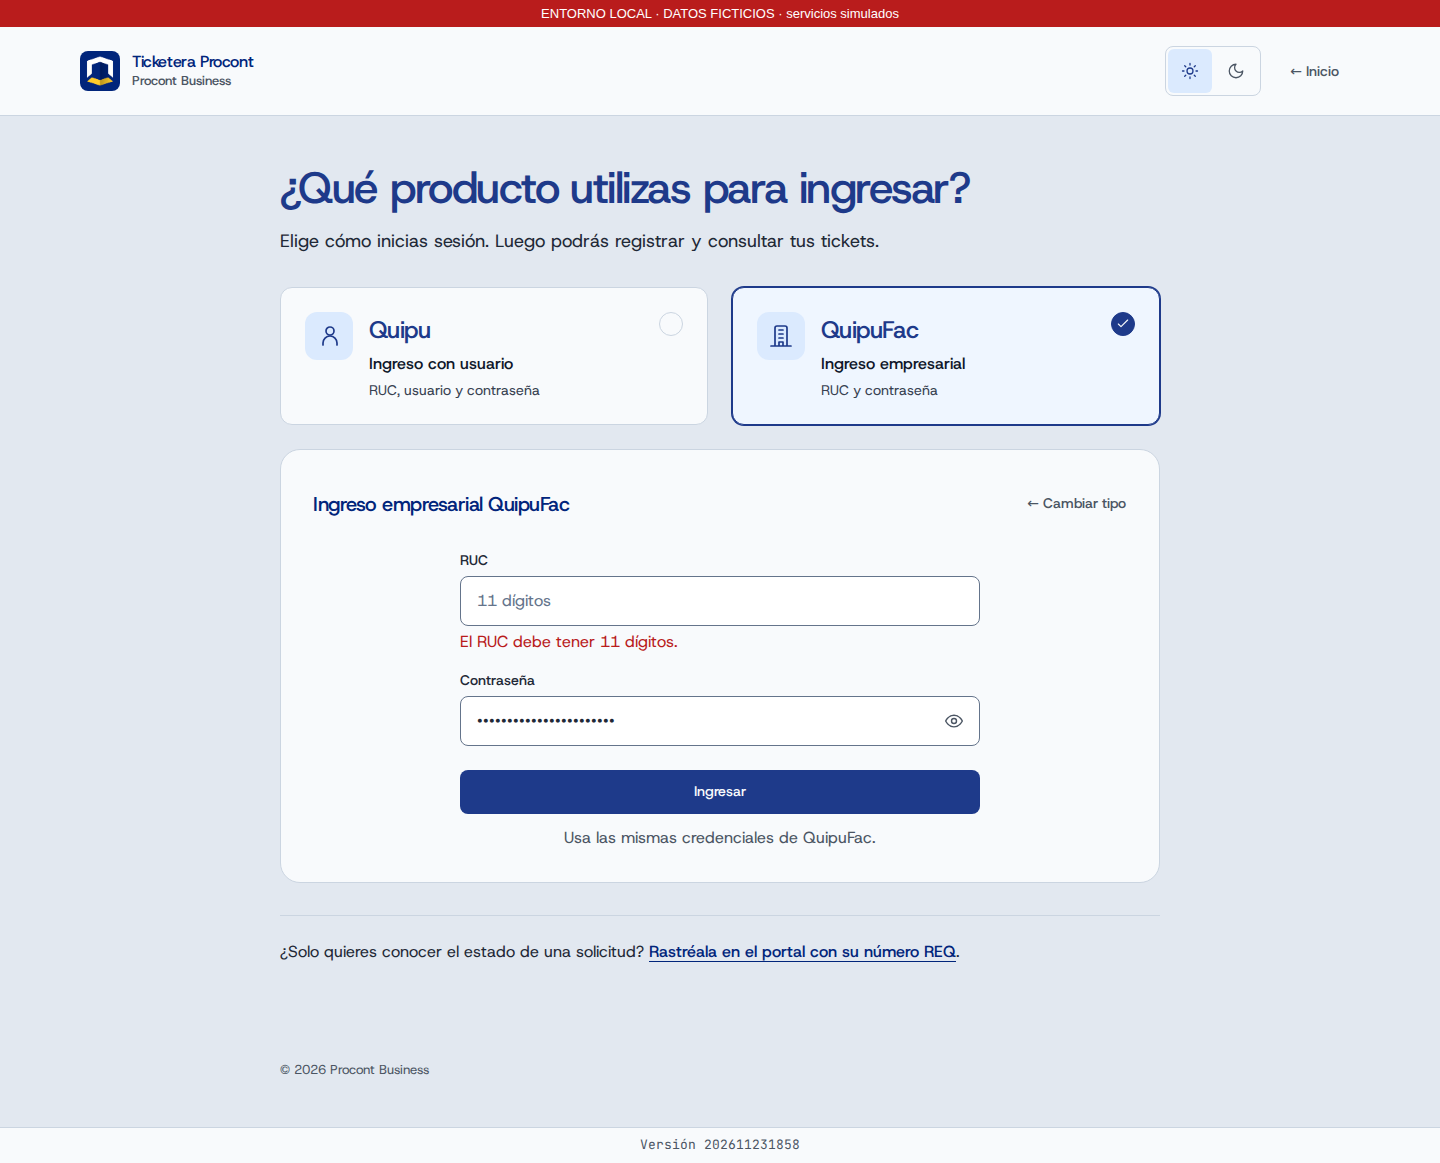 ENTORNO LOCAL · DATOS FICTICIOS · servicios simulados
Ticketera Procont
Procont Business
← Inicio
¿Qué producto utilizas para ingresar?
Elige cómo inicias sesión. Luego podrás registrar y consultar tus tickets.
Quipu
Ingreso con usuario
RUC, usuario y contraseña
QuipuFac
Ingreso empresarial
RUC y contraseña
Ingreso empresarial QuipuFac
← Cambiar tipo
RUC
11 dígitos
El RUC debe tener 11 dígitos.
Contraseña
•••••••••••••••••••••••
Ingresar
Usa las mismas credenciales de QuipuFac.
¿Solo quieres conocer el estado de una solicitud? Rastréala en el portal con su número REQ.
© 2026 Procont Business
Versión 202611231858